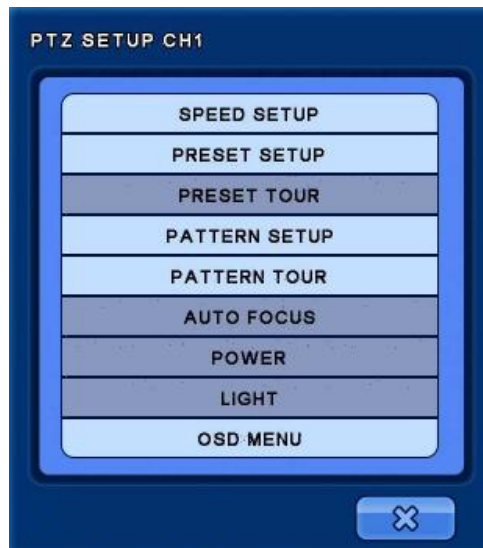 PTZ SETUP CH1
SPEED SETUP
PRESET SETUP
PRESET TOUR
PATTERN SETUP
PATTERN TOUR
AUTO FOCUS
POWER
LIGHT
OSD MENU